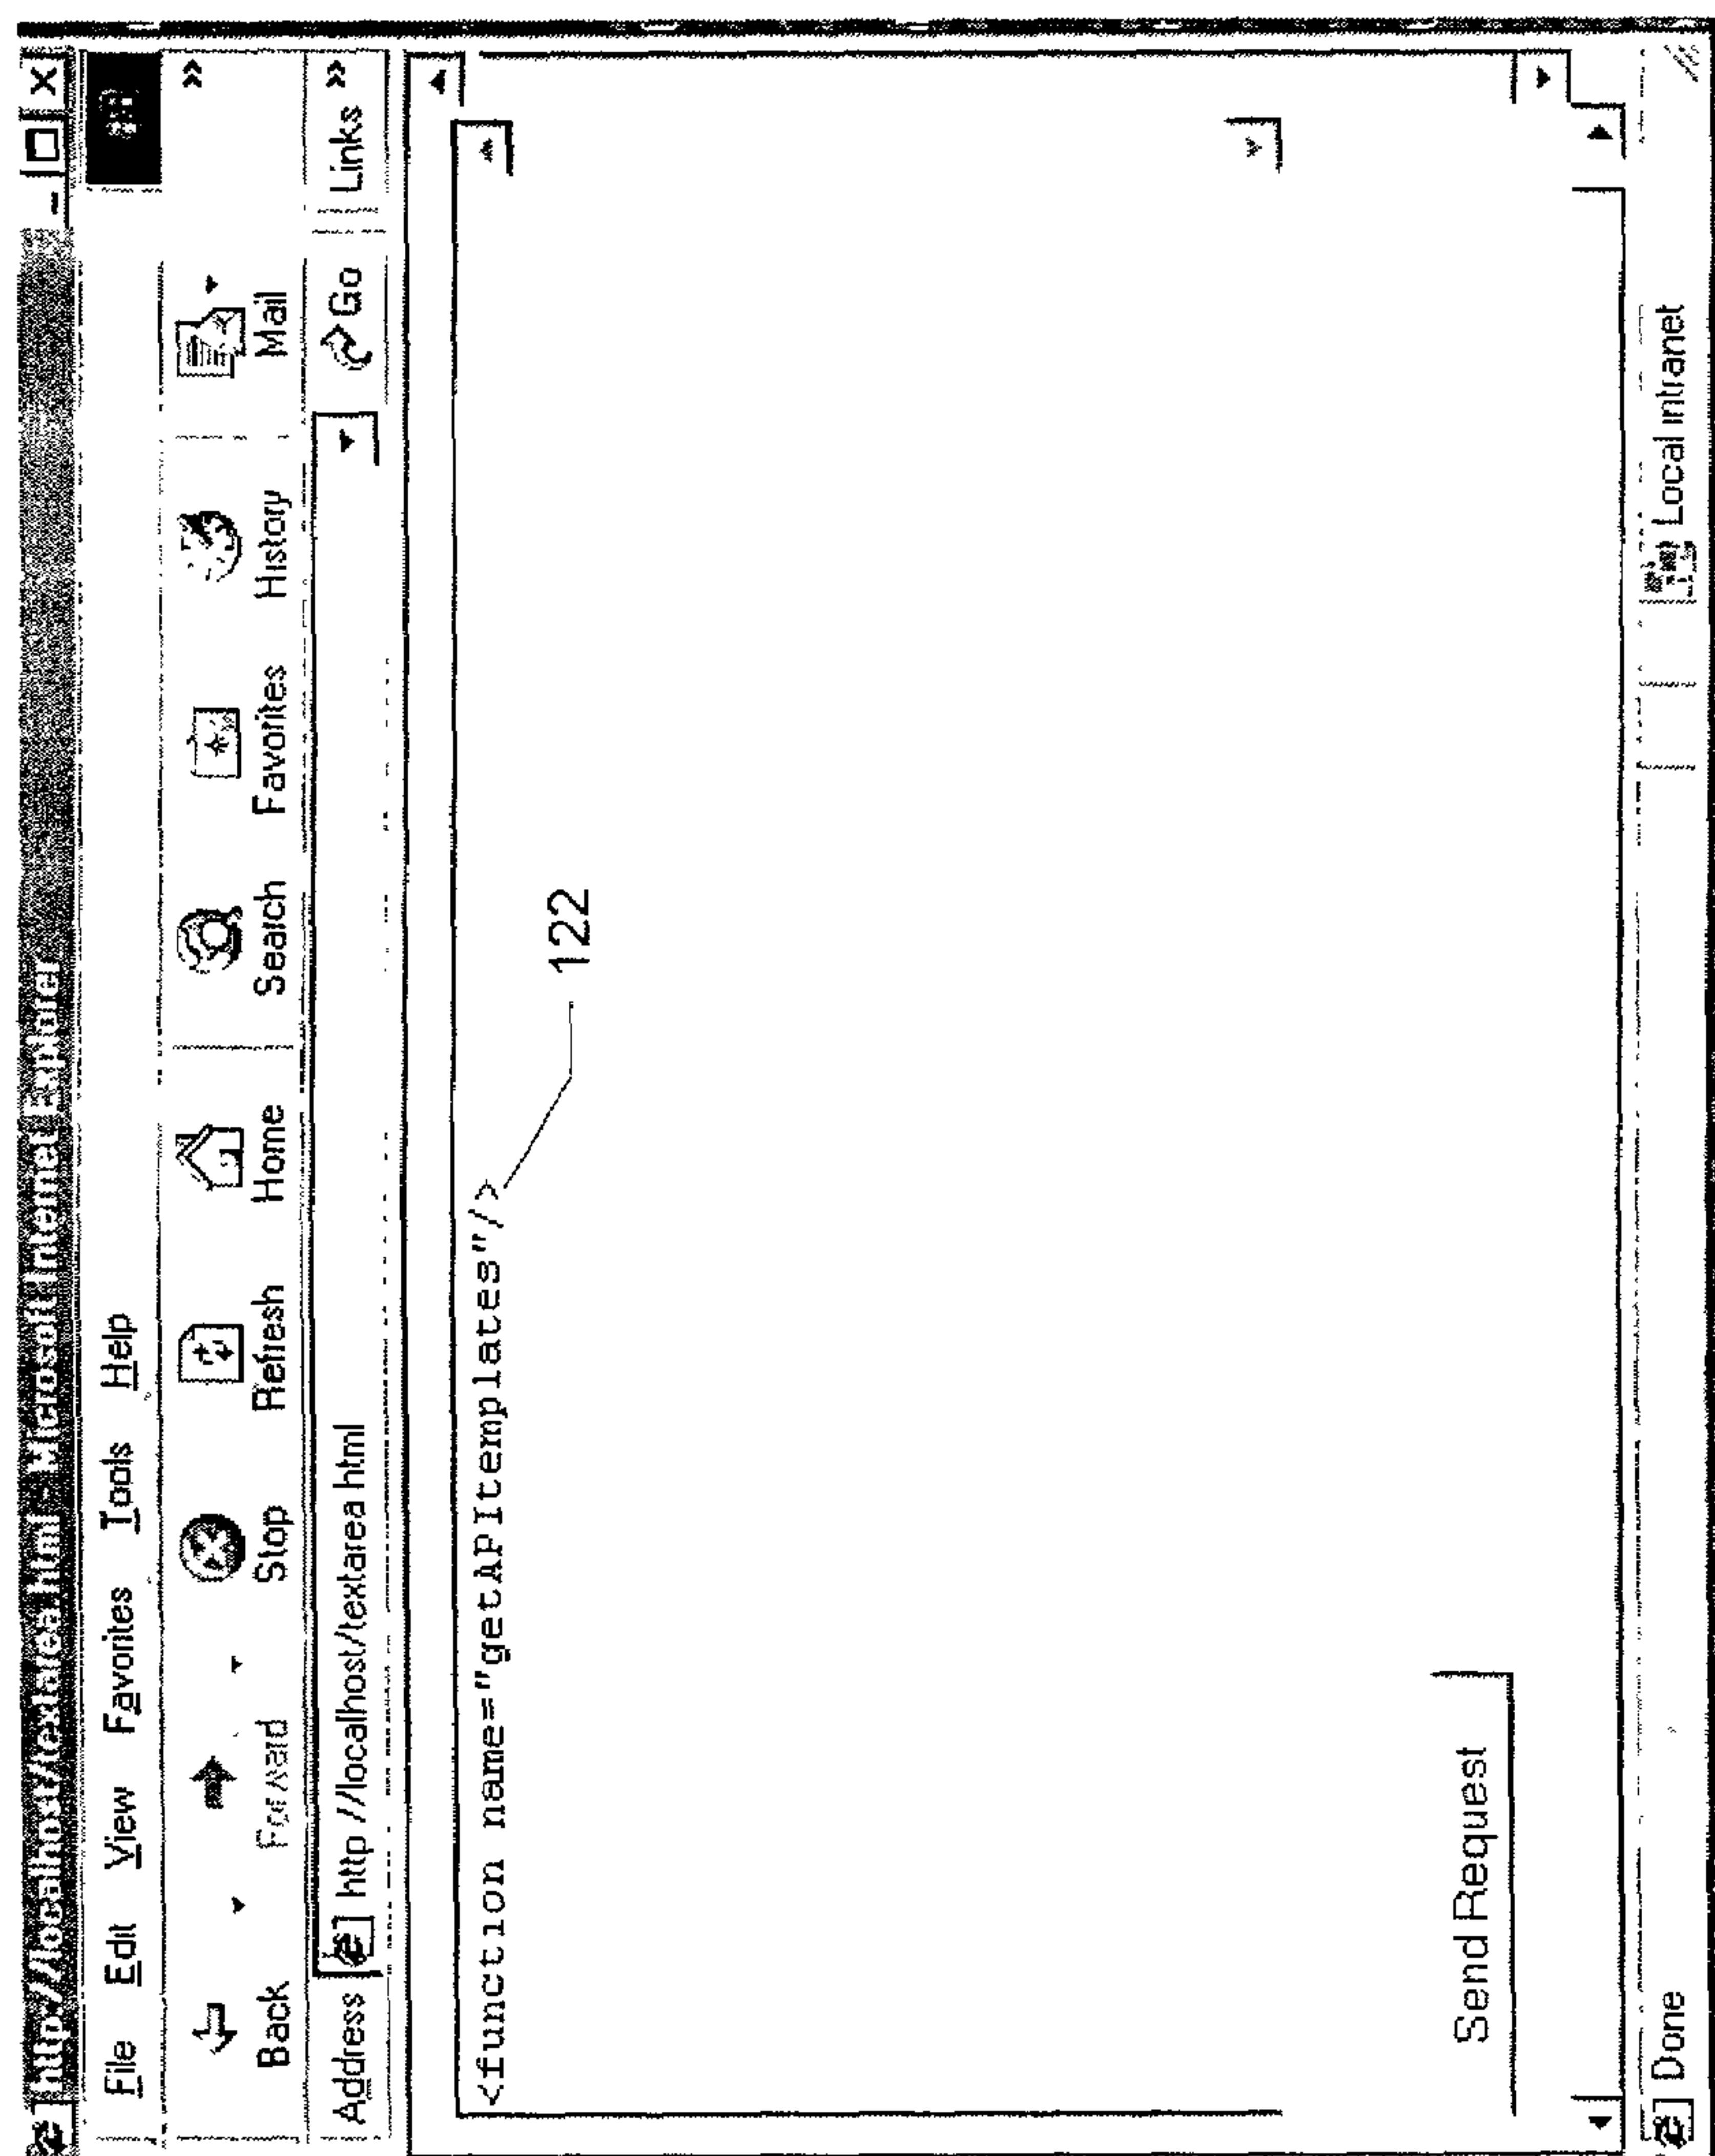 http://localhost/textarea.html - Microsoft Internet Explorer
File Edit View Favorites Tools Help
Back Forward Stop Refresh Home Search Favorites History Mail
Address http //localhost/textarea html Go Links
<function name="getAPItemplates"/>
122
Send Request
Done Local intranet